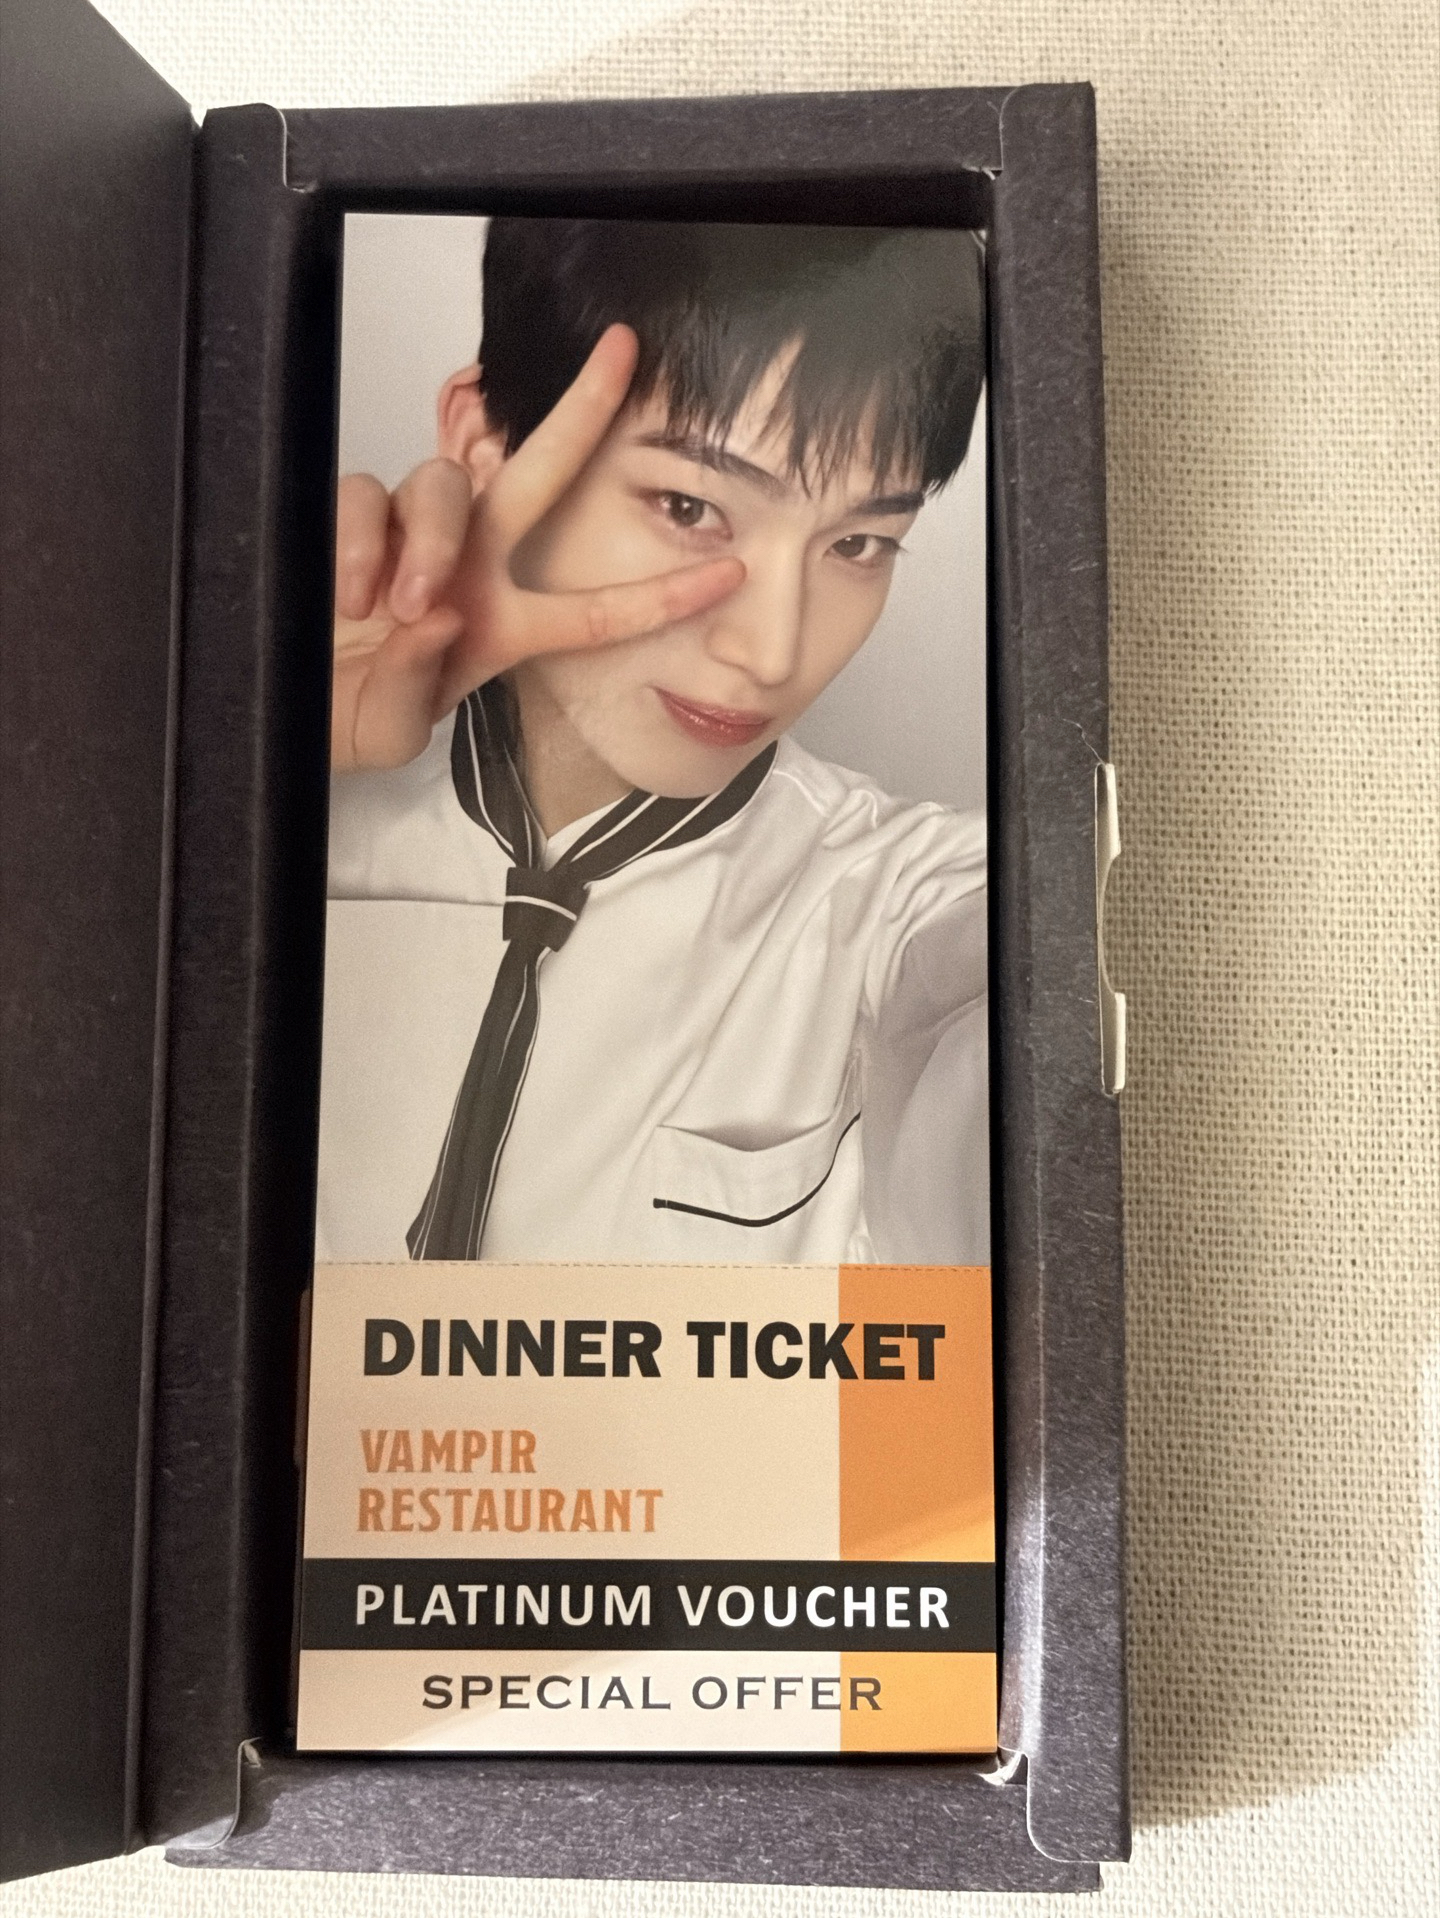 DINNER TICKET
VAMPIR
RESTAURANT
PLATINUM VOUCHER
SPECIAL OFFER